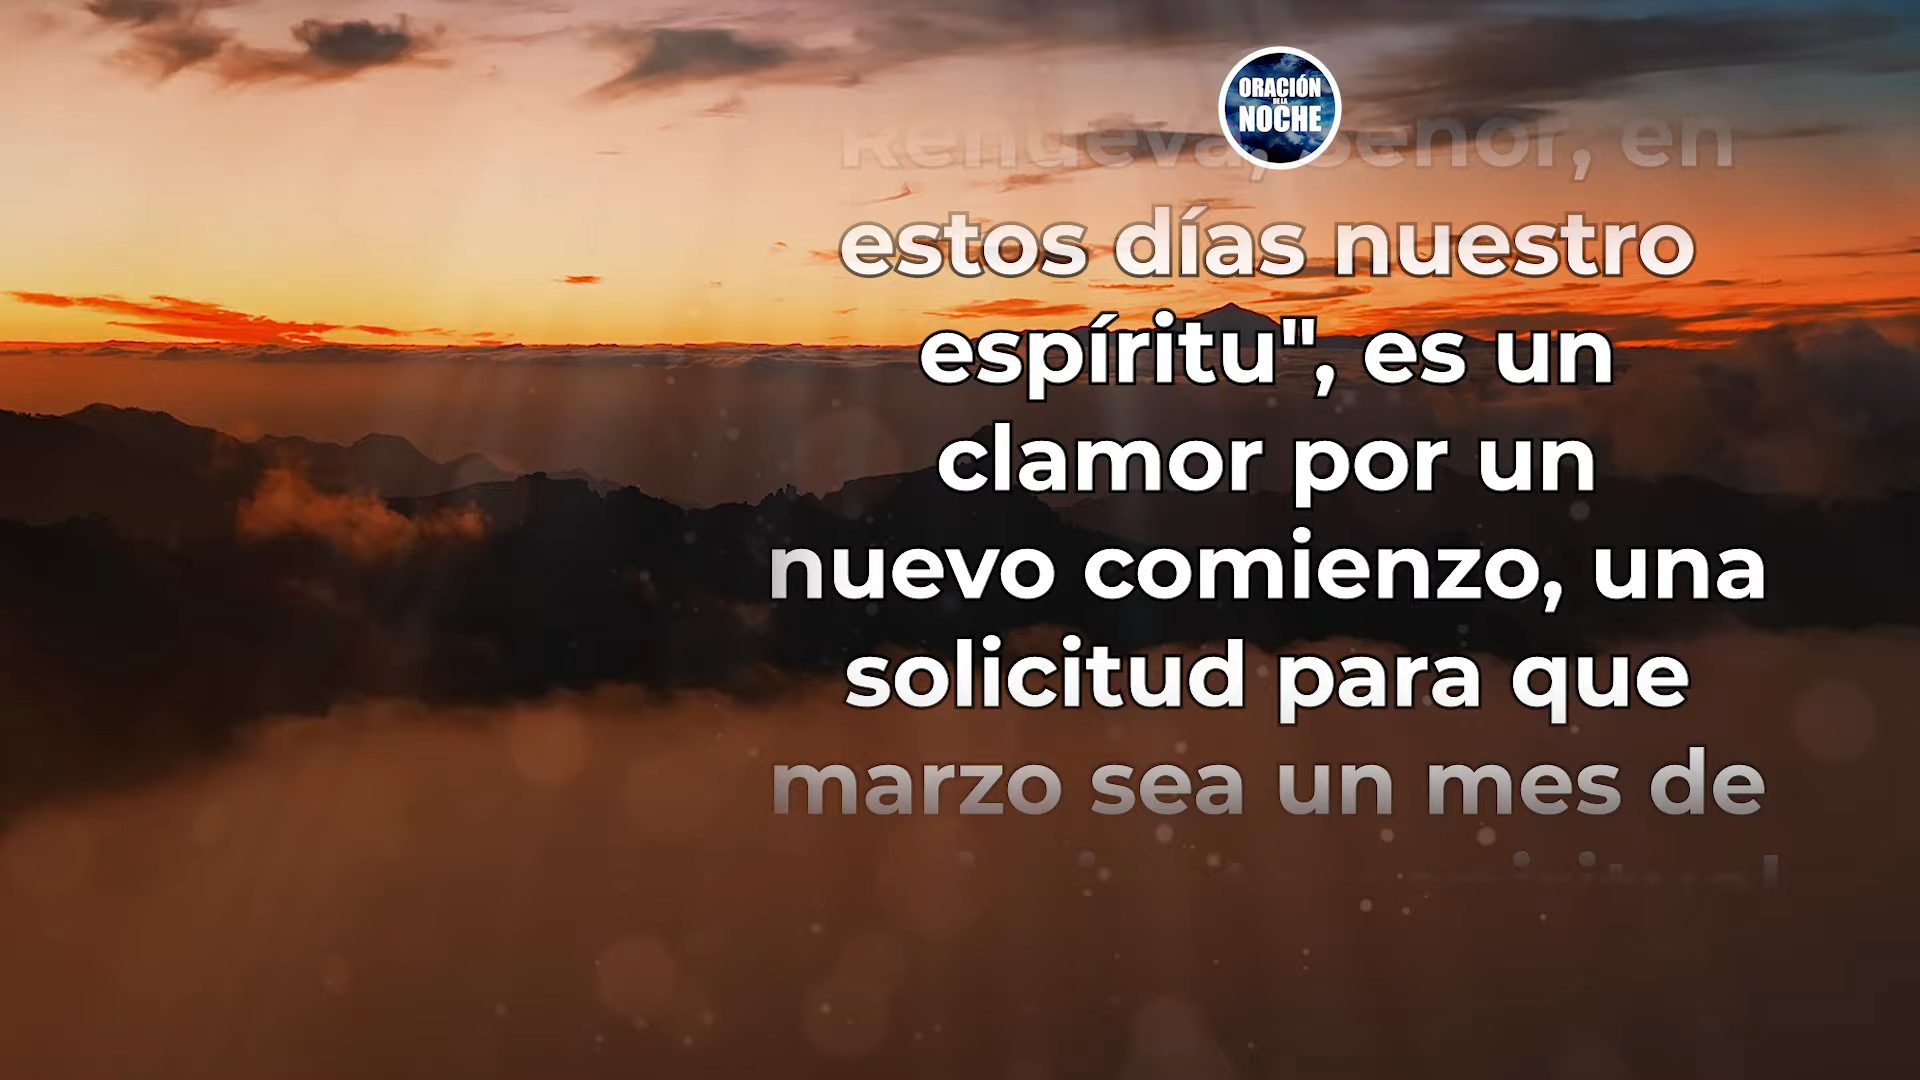 ORACIÓN
DE LA
NOCHE
Renueva, Señor, en
estos días nuestro
espíritu", es un
clamor por un
nuevo comienzo, una
solicitud para que
marzo sea un mes de